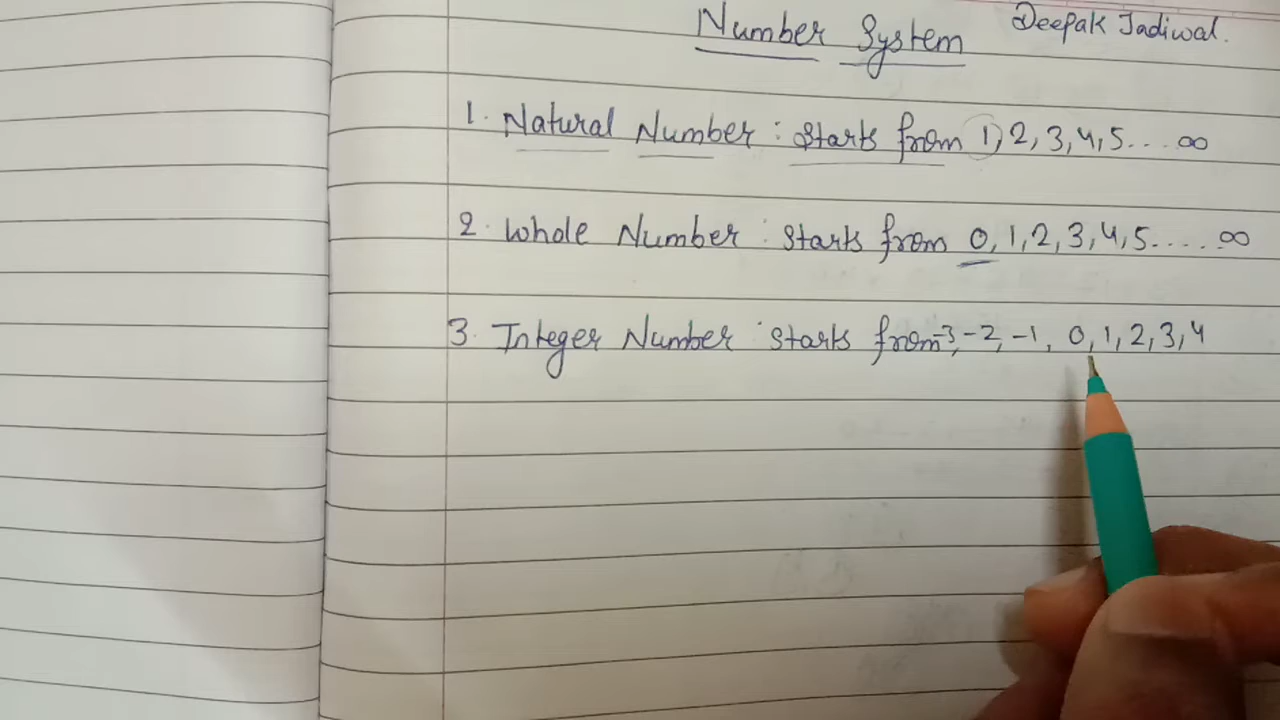 Number System Deepak Jadiwal.
1. Natural Number : Starts from 1, 2, 3, 4, 5.... ∞
2. Whole Number : Starts from 0, 1, 2, 3, 4, 5..... ∞
3. Integer Number : Starts from -3, -2, -1, 0, 1, 2, 3, 4